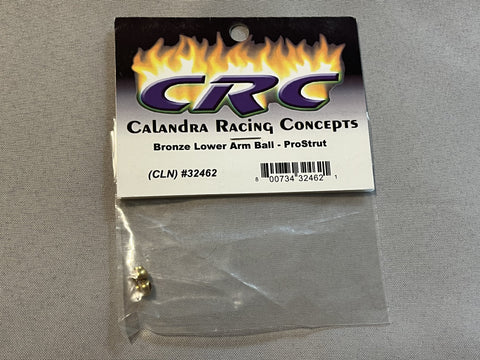 CRC
Calandra Racing Concepts
Bronze Lower Arm Ball - ProStrut
(CLN) #32462
8 00734 32462 1